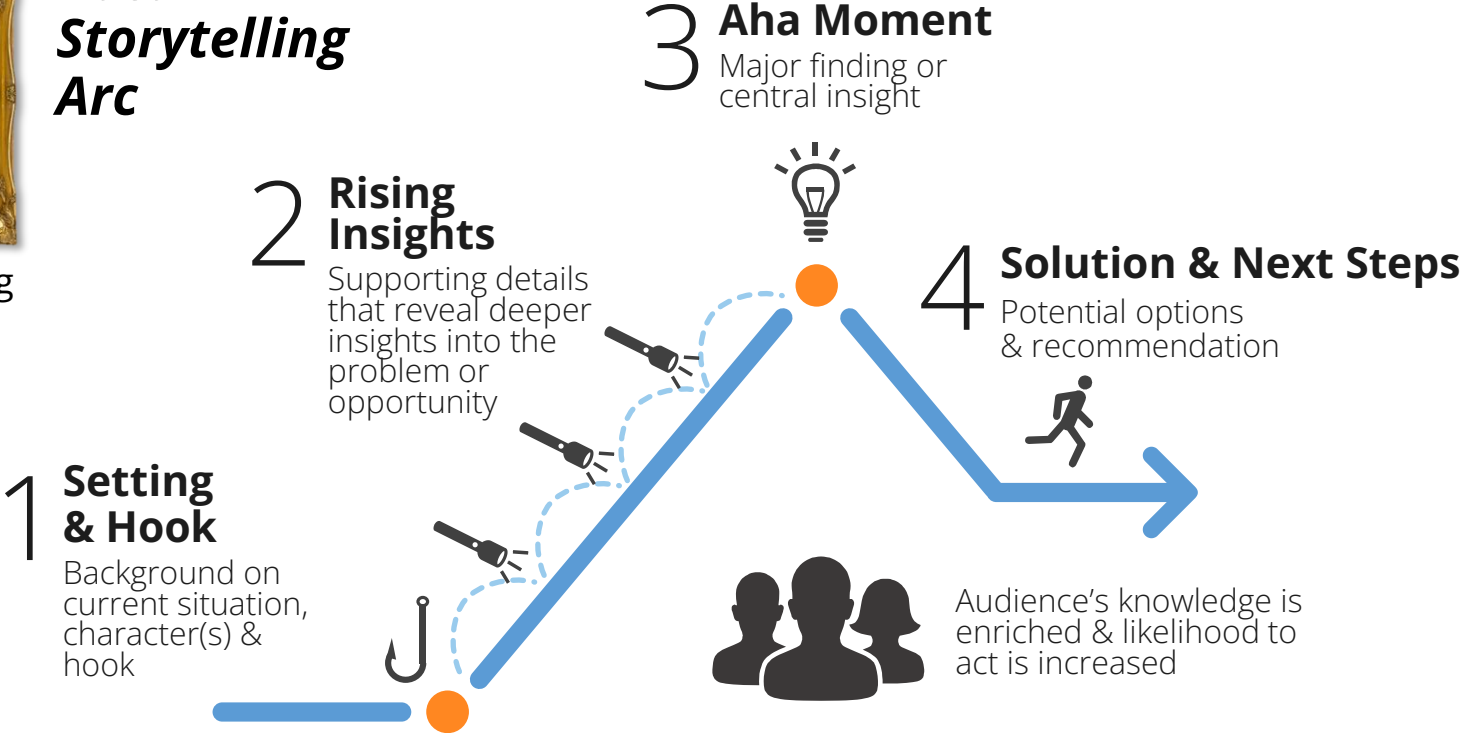 Storytelling
Arc
3
Aha Moment
Major finding or
central insight
2
Rising
Insights
Supporting details
that reveal deeper
insights into the
problem or
opportunity
4
Solution & Next Steps
Potential options
& recommendation
1
Setting
& Hook
Background on
current situation,
character(s) &
hook
Audience’s knowledge is
enriched & likelihood to
act is increased